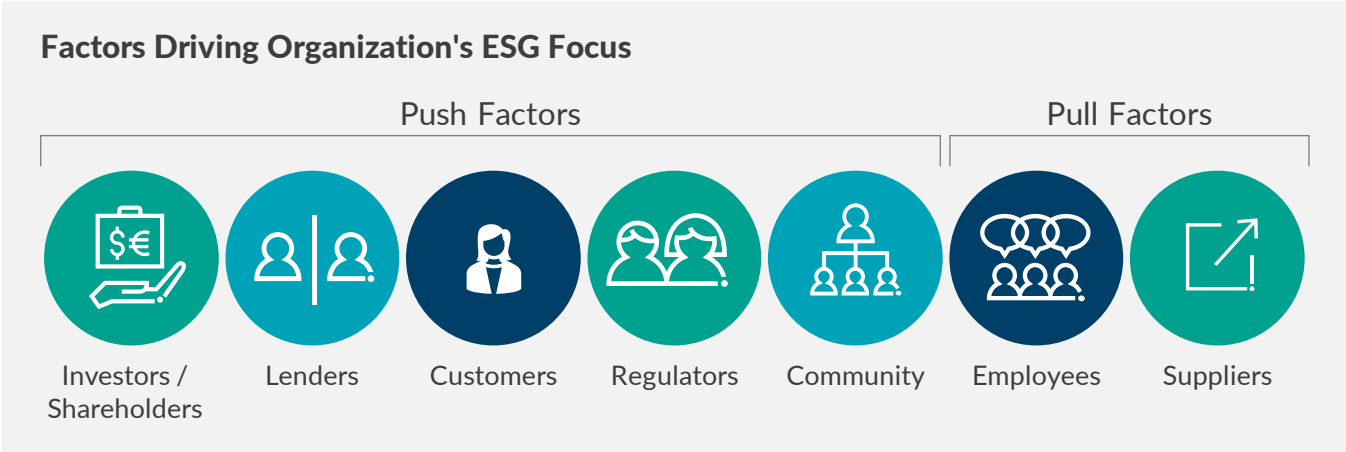 Factors Driving Organization's ESG Focus
Push Factors
Pull Factors
$€
Investors /
Shareholders
Lenders
Customers
Regulators
Community
Employees
Suppliers